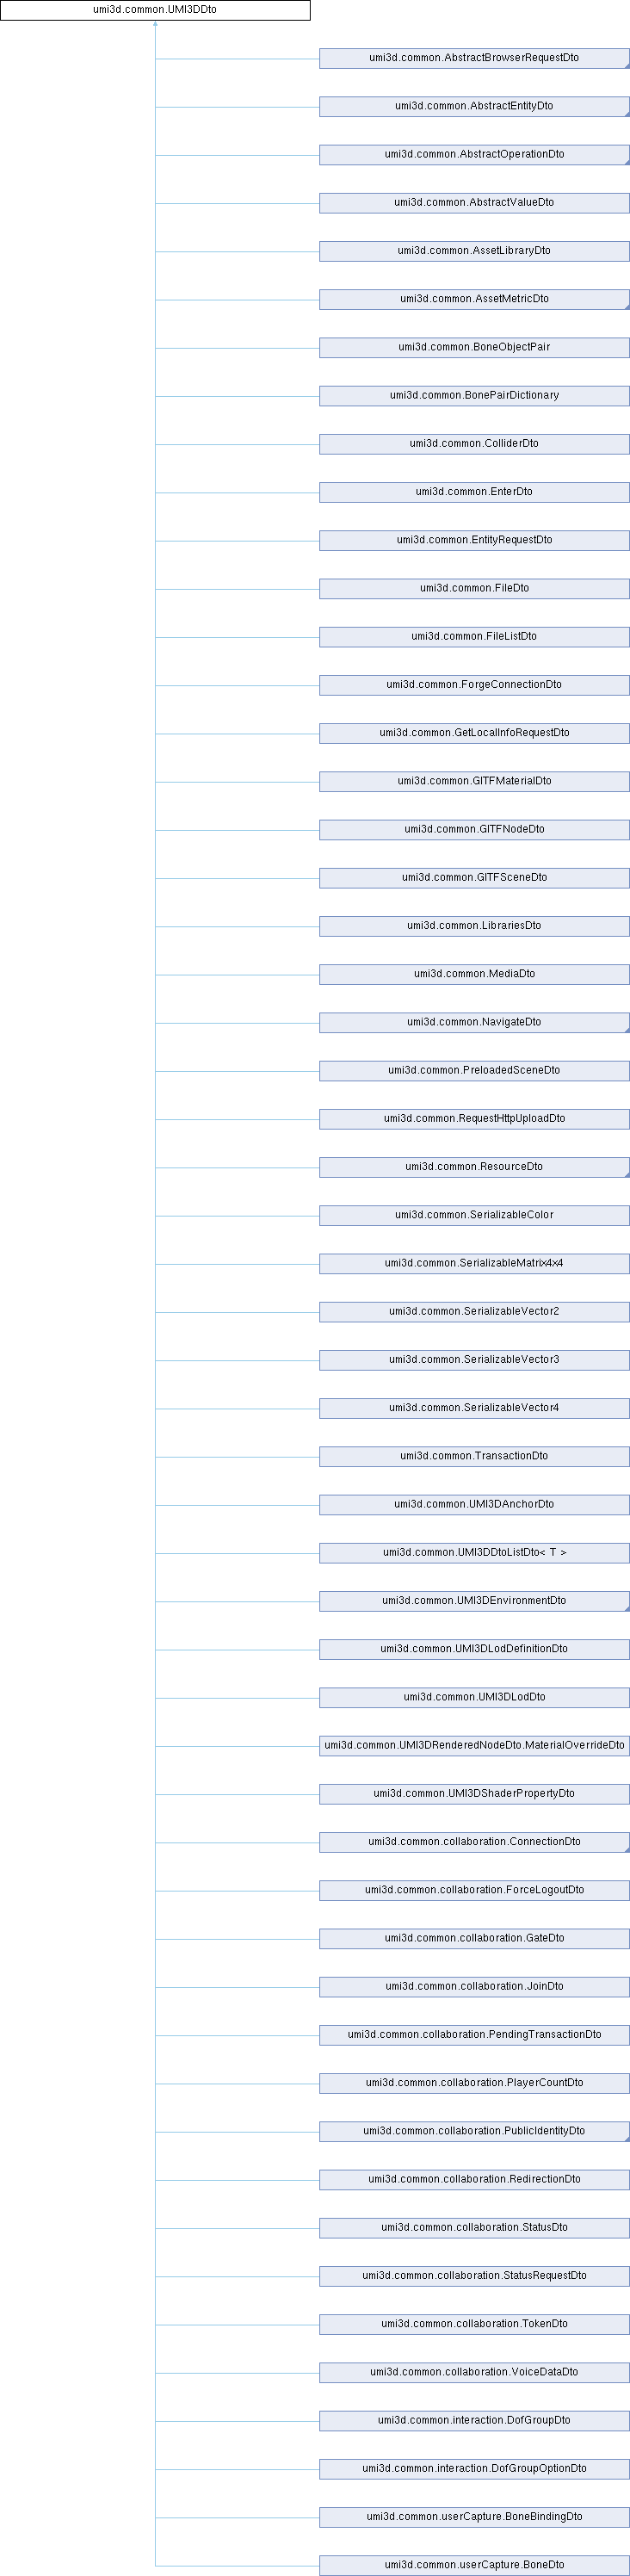 umi3d.common.UMI3DDto
umi3d.common.AbstractBrowserRequestDto
umi3d.common.AbstractEntityDto
umi3d.common.AbstractOperationDto
umi3d.common.AbstractValueDto
umi3d.common.AssetLibraryDto
umi3d.common.AssetMetricDto
umi3d.common.BoneObjectPair
umi3d.common.BonePairDictionary
umi3d.common.ColliderDto
umi3d.common.EnterDto
umi3d.common.EntityRequestDto
umi3d.common.FileDto
umi3d.common.FileListDto
umi3d.common.ForgeConnectionDto
umi3d.common.GetLocalInfoRequestDto
umi3d.common.GlTFMaterialDto
umi3d.common.GlTFNodeDto
umi3d.common.GlTFSceneDto
umi3d.common.LibrariesDto
umi3d.common.MediaDto
umi3d.common.NavigateDto
umi3d.common.PreloadedSceneDto
umi3d.common.RequestHttpUploadDto
umi3d.common.ResourceDto
umi3d.common.SerializableColor
umi3d.common.SerializableMatrix4x4
umi3d.common.SerializableVector2
umi3d.common.SerializableVector3
umi3d.common.SerializableVector4
umi3d.common.TransactionDto
umi3d.common.UMI3DAnchorDto
umi3d.common.UMI3DDtoListDto< T >
umi3d.common.UMI3DEnvironmentDto
umi3d.common.UMI3DLodDefinitionDto
umi3d.common.UMI3DLodDto
umi3d.common.UMI3DRenderedNodeDto.MaterialOverrideDto
umi3d.common.UMI3DShaderPropertyDto
umi3d.common.collaboration.ConnectionDto
umi3d.common.collaboration.ForceLogoutDto
umi3d.common.collaboration.GateDto
umi3d.common.collaboration.JoinDto
umi3d.common.collaboration.PendingTransactionDto
umi3d.common.collaboration.PlayerCountDto
umi3d.common.collaboration.PublicIdentityDto
umi3d.common.collaboration.RedirectionDto
umi3d.common.collaboration.StatusDto
umi3d.common.collaboration.StatusRequestDto
umi3d.common.collaboration.TokenDto
umi3d.common.collaboration.VoiceDataDto
umi3d.common.interaction.DofGroupDto
umi3d.common.interaction.DofGroupOptionDto
umi3d.common.userCapture.BoneBindingDto
umi3d.common.userCapture.BoneDto